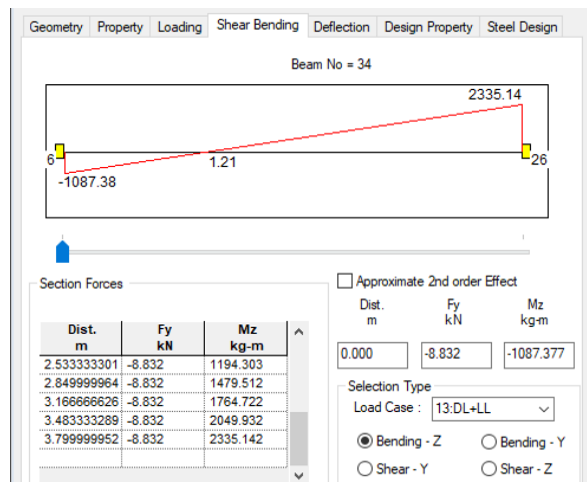 Geometry Property Loading Shear Bending Deflection Design Property Steel Design
Beam No = 34
2335.14
6 1.21 26
-1087.38
Section Forces
Dist. Fy Mz
m kN kg-m
2.533333301 -8.832 1194.303
2.849999964 -8.832 1479.512
3.166666626 -8.832 1764.722
3.483333289 -8.832 2049.932
3.799999952 -8.832 2335.142
Approximate 2nd order Effect
Dist. Fy Mz
m kN kg-m
0.000 -8.832 -1087.377
Selection Type
Load Case : 13:DL+LL
Bending - Z Bending - Y
Shear - Y Shear - Z